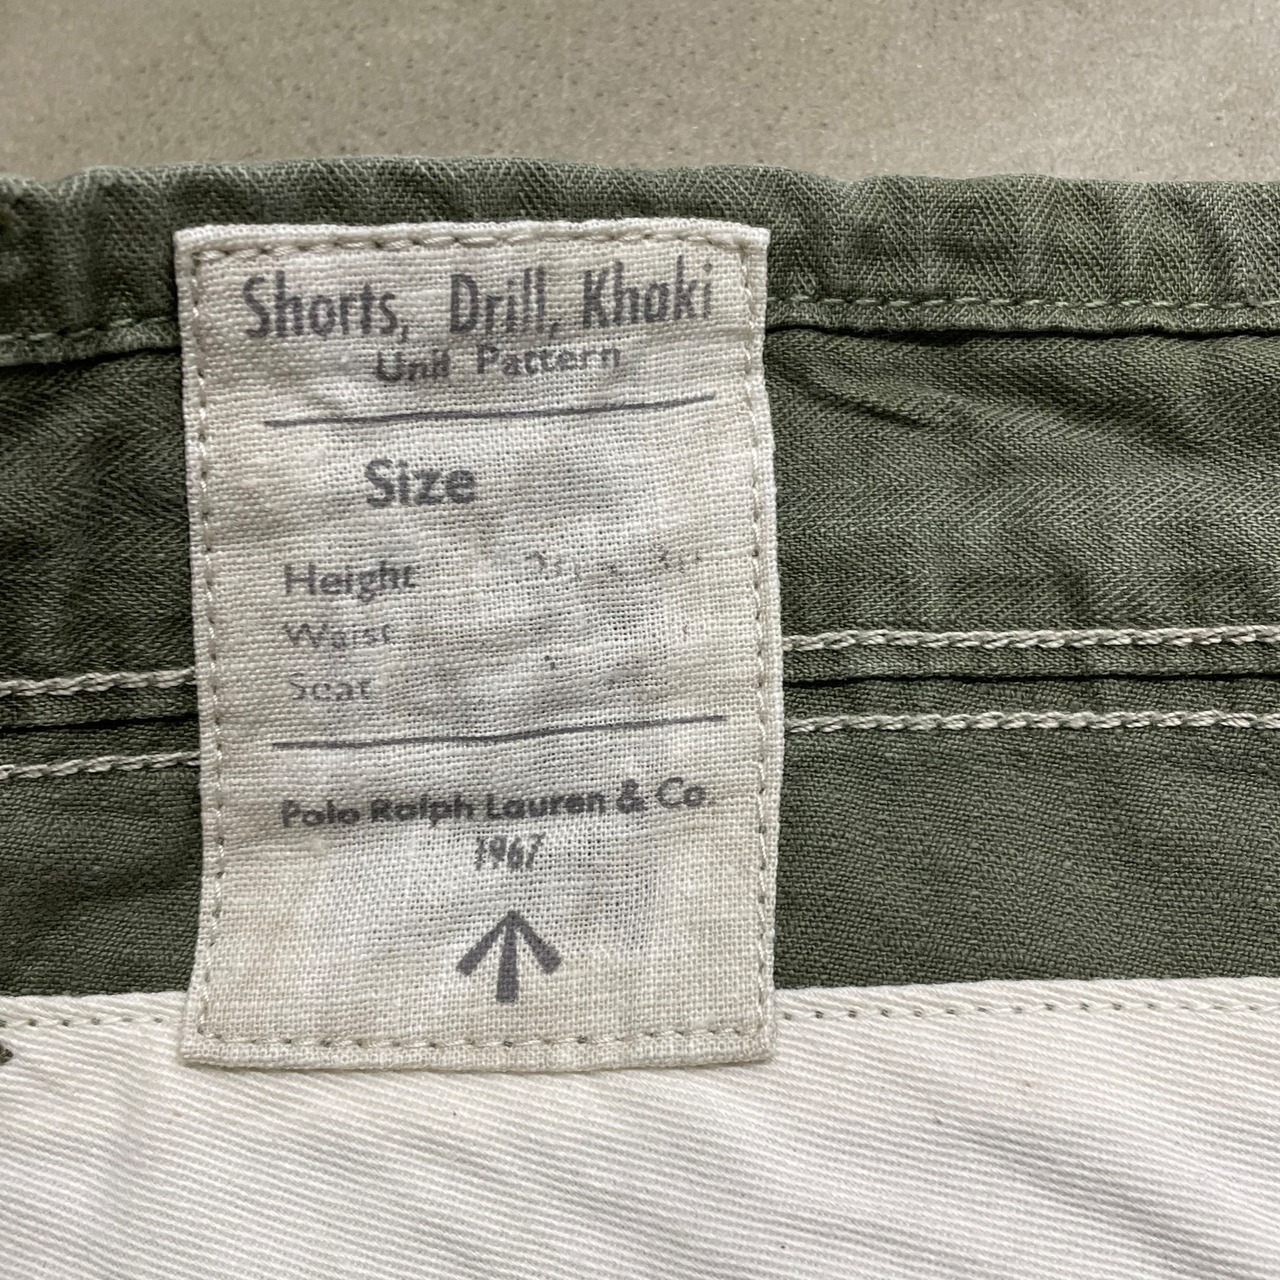 Shorts, Drill, Khaki
Unit Pattern
Size
Height
Waist
Seat
Polo Ralph Lauren & Co.
1967